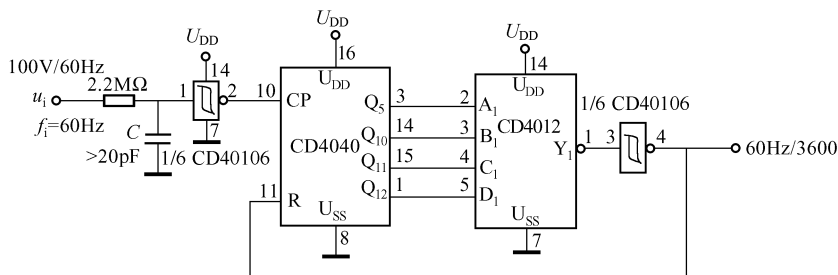 U_DD
U_DD
U_DD
100V/60Hz
2.2MΩ
1
14
2
10
16
14
u_i
f_i=60Hz
C
>20pF
7
1/6 CD40106
U_DD
CP
CD4040
Q_5
Q_10
Q_11
Q_12
3
14
15
1
2
3
4
5
U_DD
A_1
B_1
C_1
D_1
CD4012
Y_1
1
1/6 CD40106
3
4
60Hz/3600
11
R
U_SS
8
U_SS
7